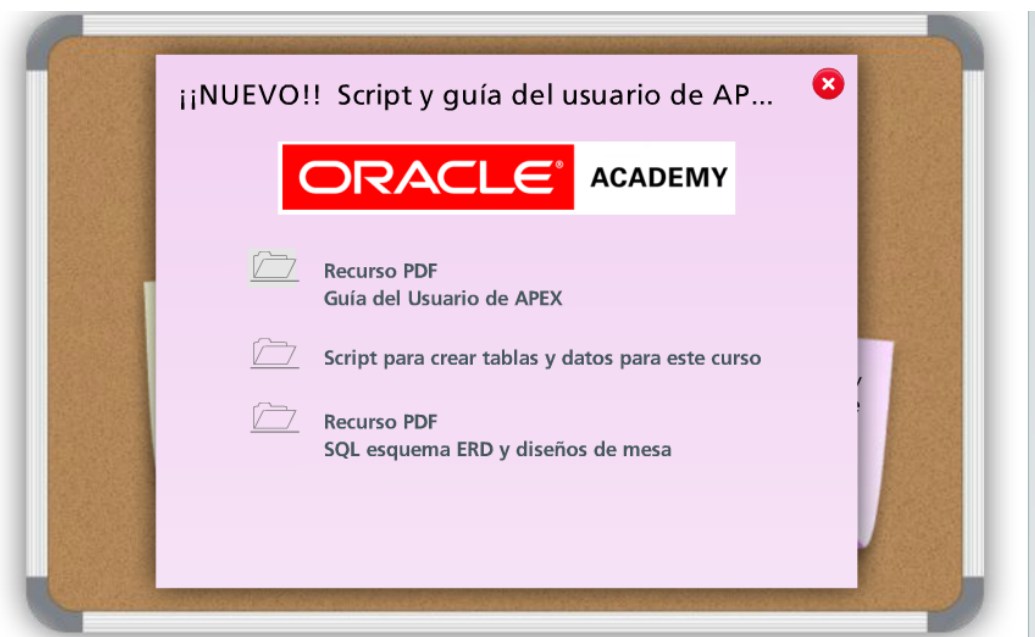 ¡¡NUEVO!! Script y guía del usuario de AP...
ORACLE® ACADEMY
Recurso PDF
Guía del Usuario de APEX
Script para crear tablas y datos para este curso
Recurso PDF
SQL esquema ERD y diseños de mesa